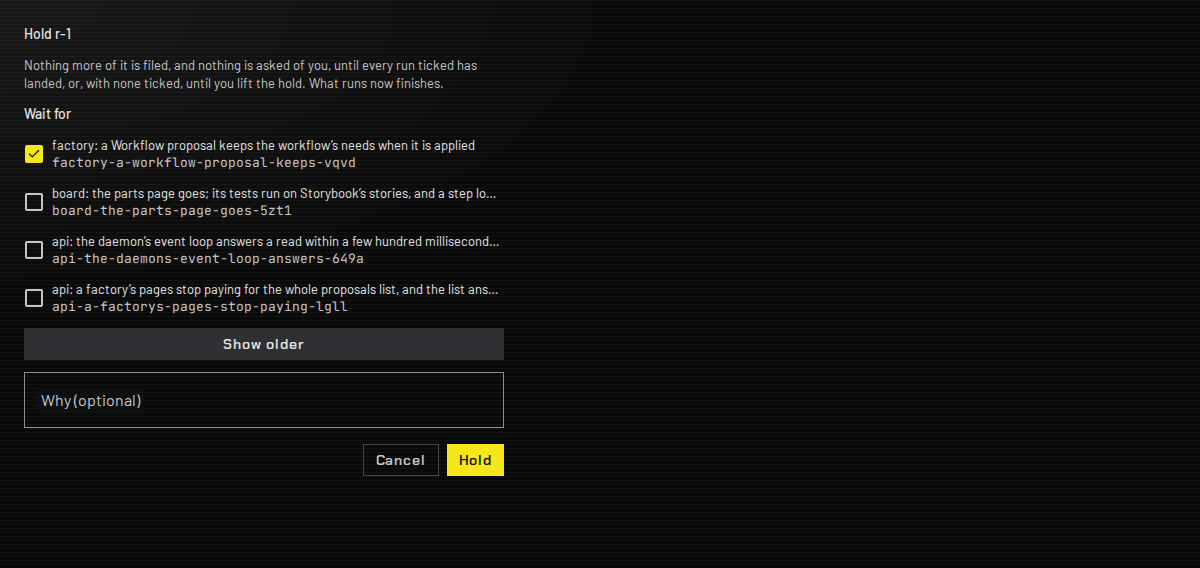 Hold r-1
Nothing more of it is filed, and nothing is asked of you, until every run ticked has
landed, or, with none ticked, until you lift the hold. What runs now finishes.
Wait for
factory: a Workflow proposal keeps the workflow's needs when it is applied
factory-a-workflow-proposal-keeps-vqvd
board: the parts page goes; its tests run on Storybook's stories, and a step lo...
board-the-parts-page-goes-5zt1
api: the daemon's event loop answers a read within a few hundred millisecond...
api-the-daemons-event-loop-answers-649a
api: a factory's pages stop paying for the whole proposals list, and the list ans...
api-a-factorys-pages-stop-paying-lgll
Show older
Why(optional)
Cancel Hold